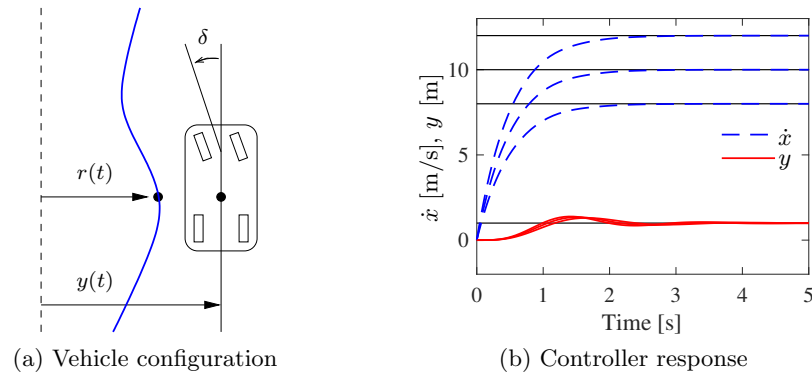 δ
r(t)
y(t)
(a) Vehicle configuration
ẋ [m/s], y [m]
10
5
0
ẋ
y
0 1 2 3 4 5
Time [s]
(b) Controller response